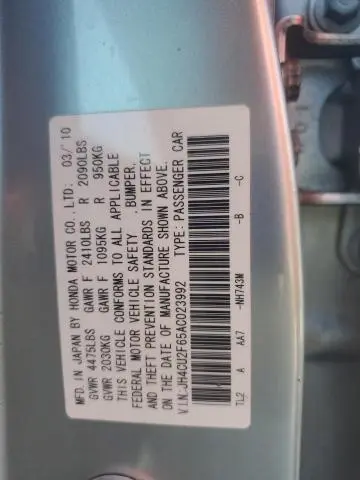 MFD. IN JAPAN BY HONDA MOTOR CO., LTD. 03/'10
GVWR 4475LBS GAWR F 2410LBS R 2090LBS
GVWR 2030KG GAWR F 1095KG R 950KG
THIS VEHICLE CONFORMS TO ALL APPLICABLE
FEDERAL MOTOR VEHICLE SAFETY , BUMPER,
AND THEFT PREVENTION STANDARDS IN EFFECT
ON THE DATE OF MANUFACTURE SHOWN ABOVE.
V.I.N.:JH4CU2F65AC023992 TYPE:PASSENGER CAR
TL2 A AA7 -NH743M -B -C